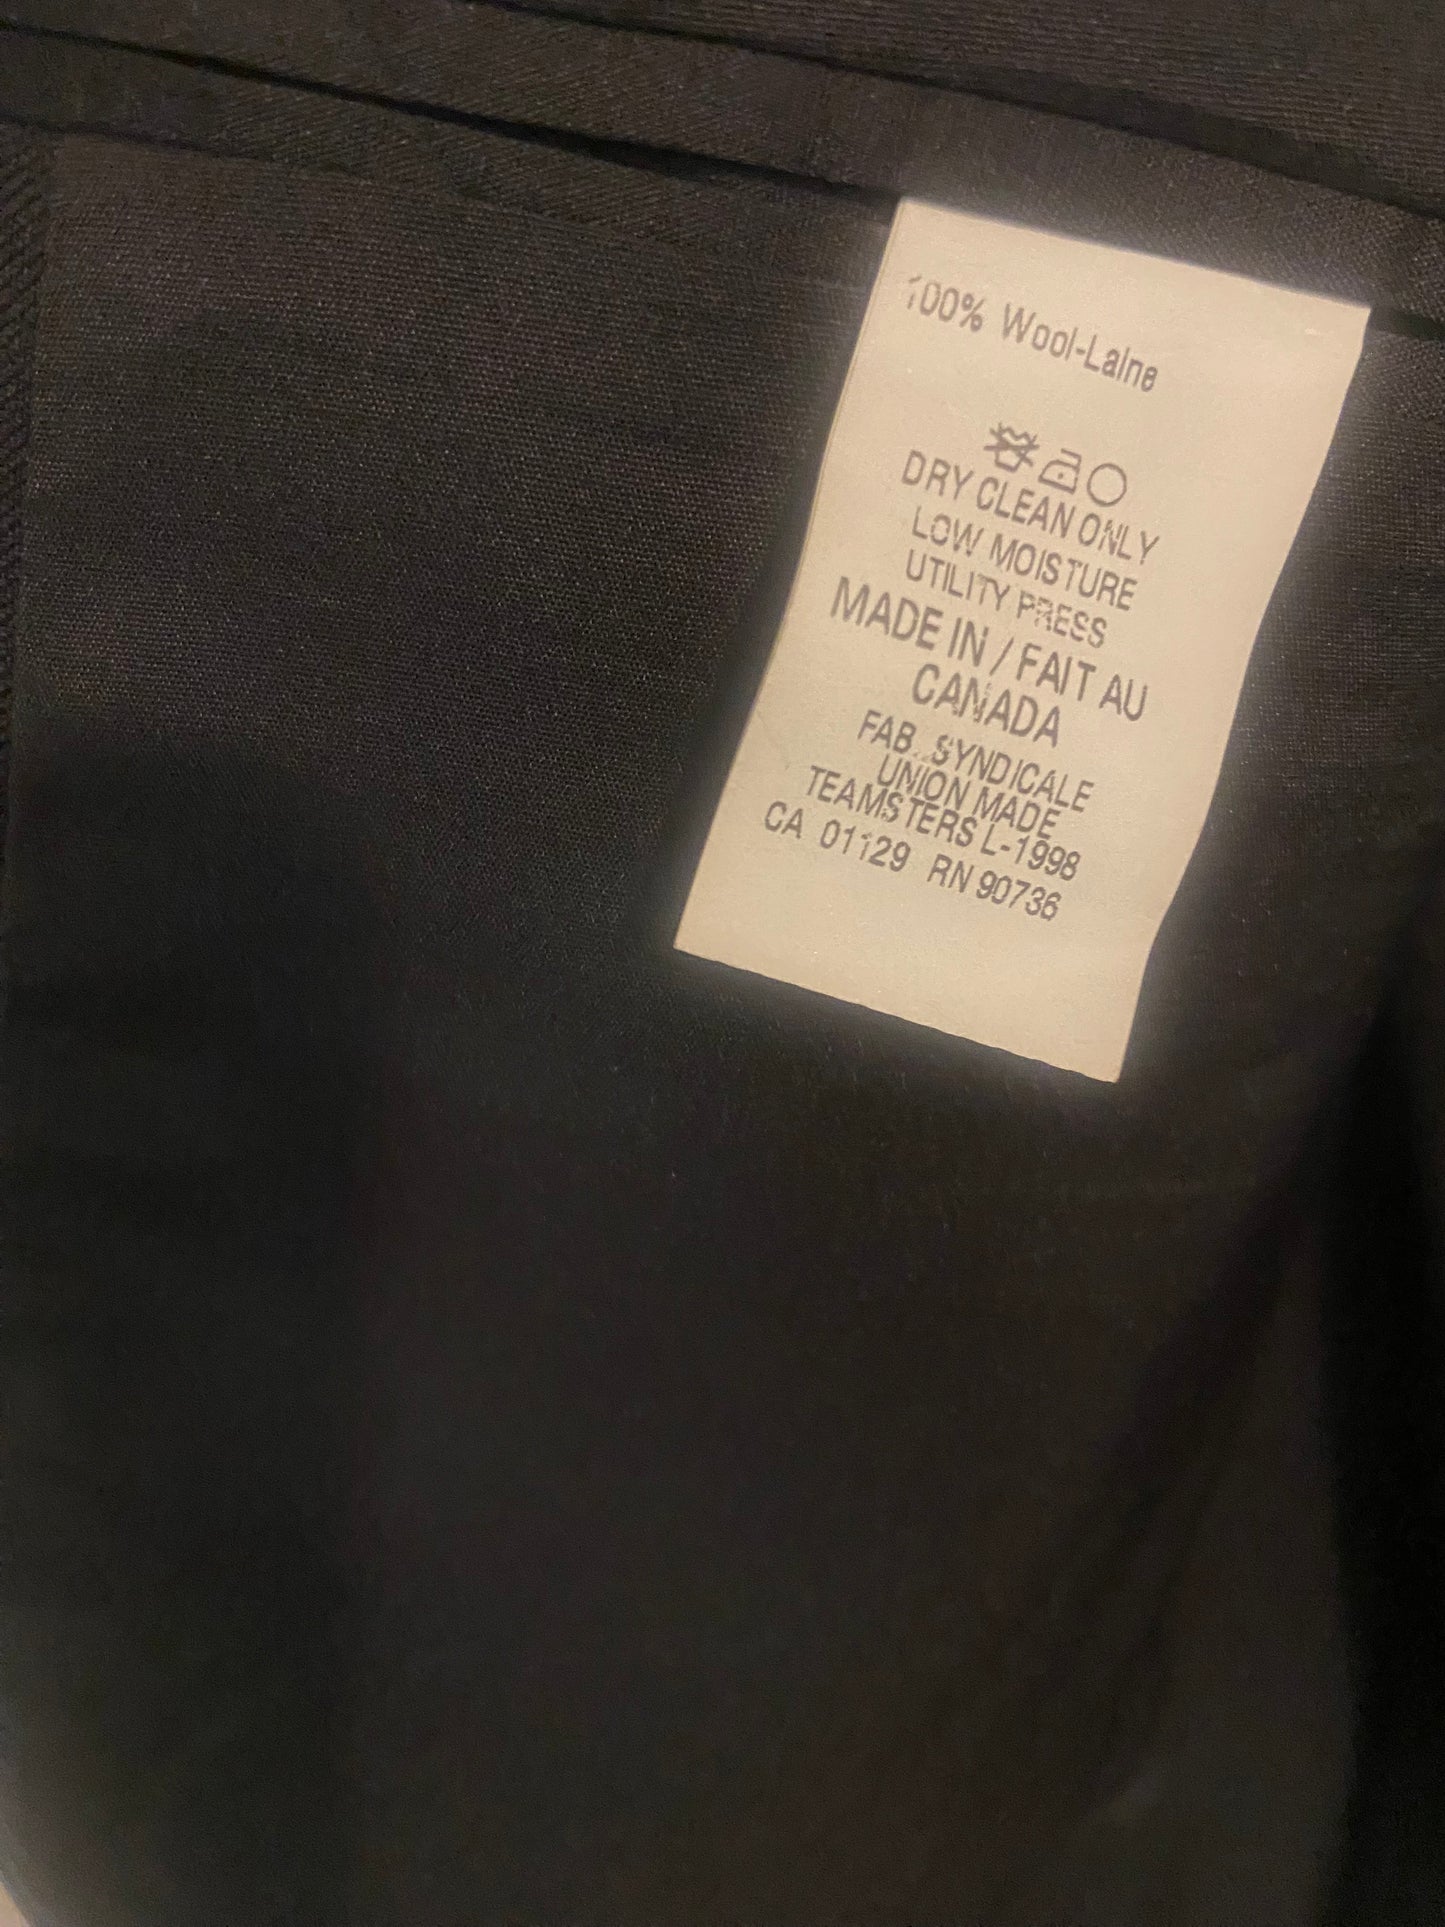 100% Wool-Laine
DRY CLEAN ONLY
LOW MOISTURE
UTILITY PRESS
MADE IN / FAIT AU
CANADA
FAB. SYNDICALE
UNION MADE
TEAMSTERS L-1998
CA 01129 RN 90736